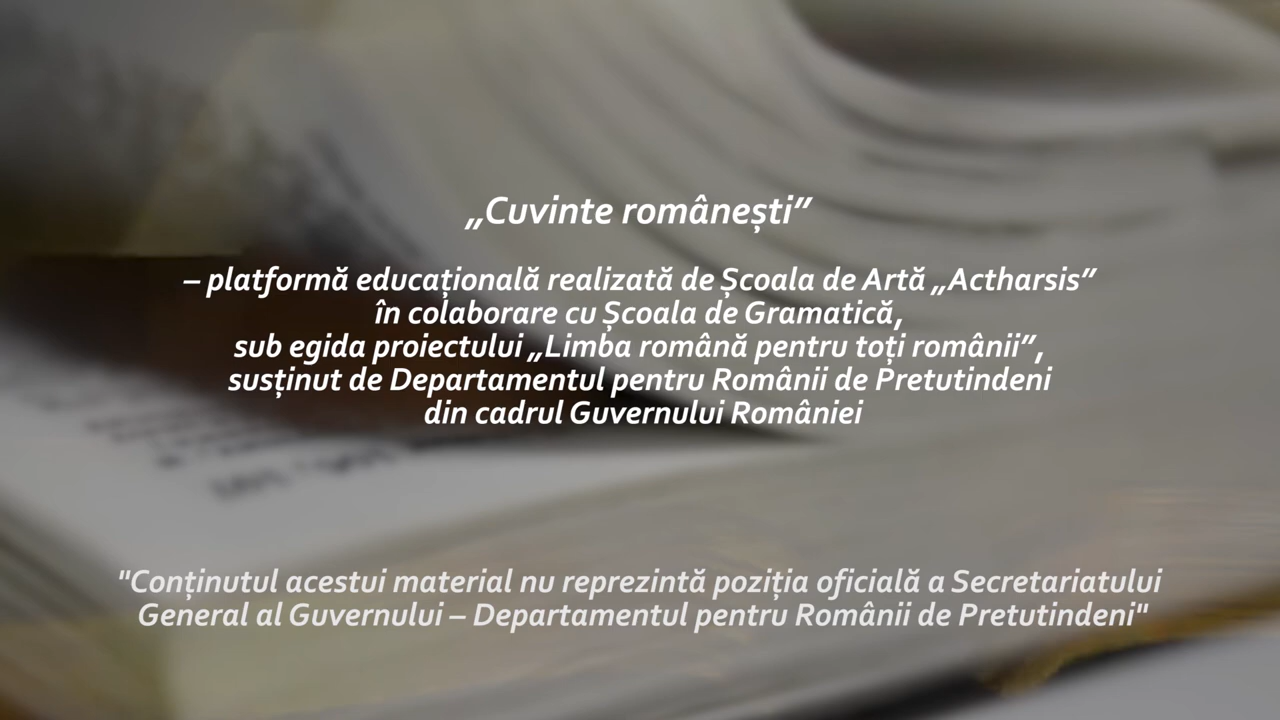 „Cuvinte românești”
– platformă educațională realizată de Școala de Artă „Actharsis”
în colaborare cu Școala de Gramatică,
sub egida proiectului „Limba română pentru toți românii”,
susținut de Departamentul pentru Românii de Pretutindeni
din cadrul Guvernului României
"Conținutul acestui material nu reprezintă poziția oficială a Secretariatului
General al Guvernului – Departamentul pentru Românii de Pretutindeni"